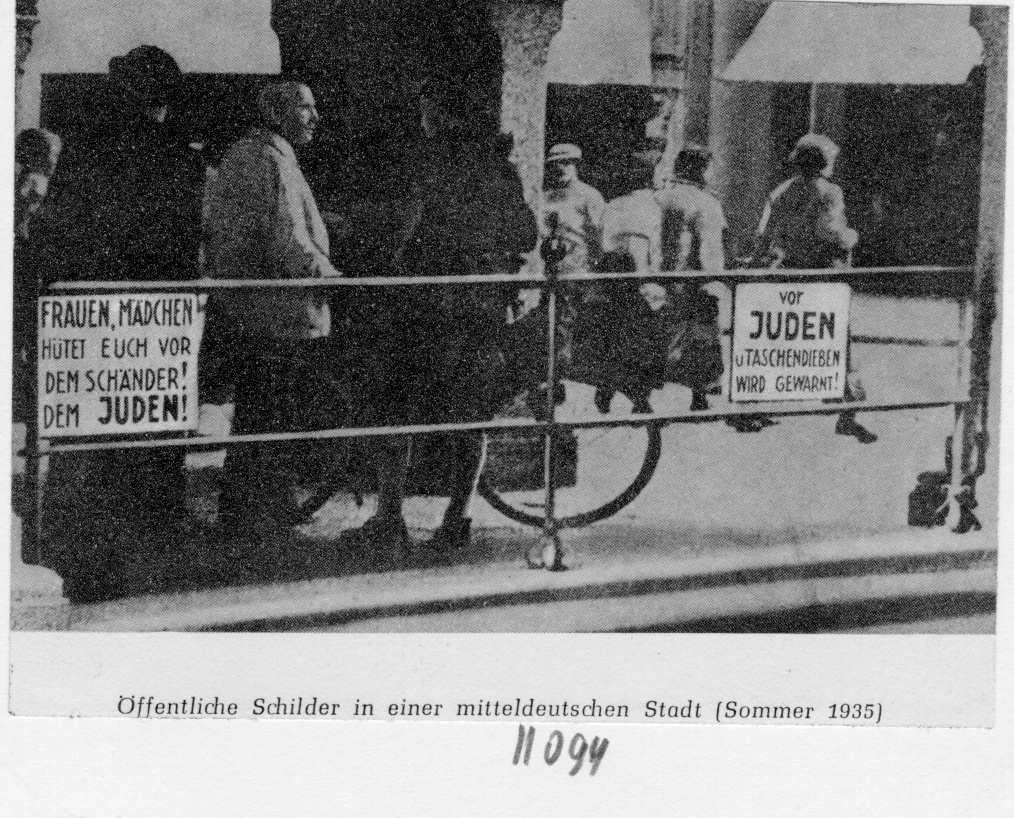 FRAUEN, MÄDCHEN
HÜTET EUCH VOR
DEM SCHÄNDER!
DEM JUDEN!
VOR
JUDEN
u TASCHENDIEBEN
WIRD GEWARNT!
Öffentliche Schilder in einer mitteldeutschen Stadt (Sommer 1935)
11094